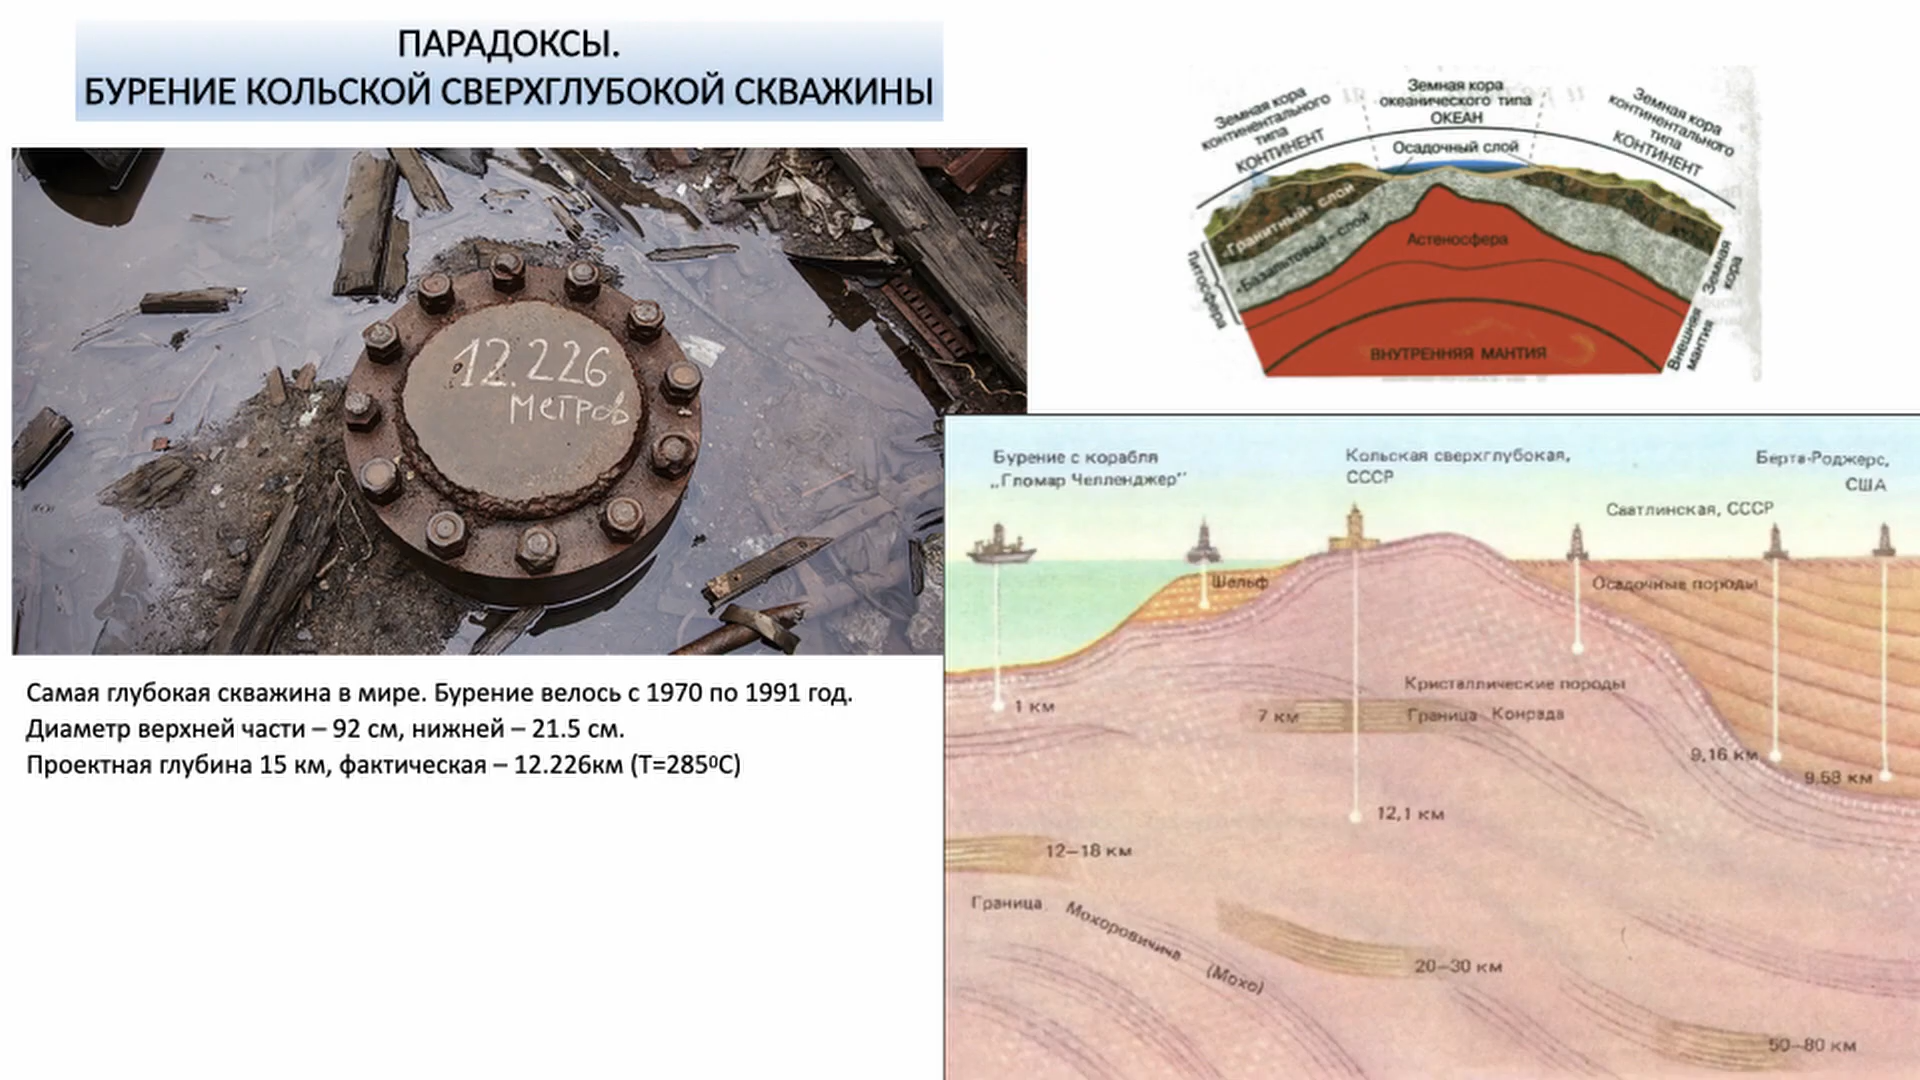 ПАРАДОКСЫ.
БУРЕНИЕ КОЛЬСКОЙ СВЕРХГЛУБОКОЙ СКВАЖИНЫ
12.226
метров
Самая глубокая скважина в мире. Бурение велось с 1970 по 1991 год.
Диаметр верхней части – 92 см, нижней – 21.5 см.
Проектная глубина 15 км, фактическая – 12.226км (Т=285⁰С)
Земная кора
континентального
типа
КОНТИНЕНТ
Земная кора
океанического типа
ОКЕАН
Земная кора
континентального
типа
КОНТИНЕНТ
Осадочный слой
"Гранитный" слой
"Базальтовый" слой
Литосфера
Астеносфера
Земная
кора
Внешняя
мантия
ВНУТРЕННЯЯ МАНТИЯ
Бурение с корабля
„Гломар Челленджер"
Кольская сверхглубокая,
СССР
Берта-Роджерс,
США
Саатлинская, СССР
Шельф
Осадочные породы
Кристаллические породы
1 км
7 км
Граница Конрада
9,16 км
9,58 км
12,1 км
12–18 км
Граница Мохоровичича (Мохо)
20–30 км
50–80 км